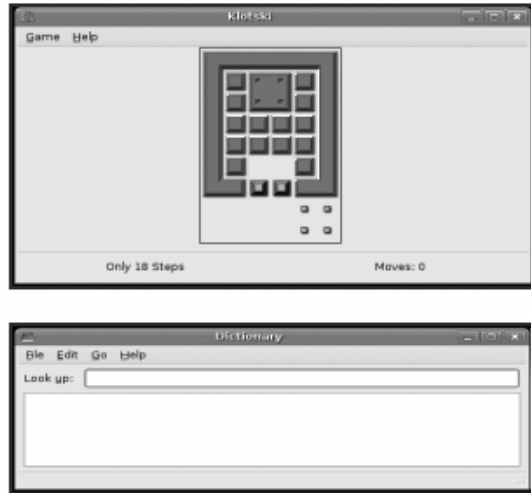 Klotski
Game Help
Only 18 Steps Moves: 0
Dictionary
File Edit Go Help
Look up: